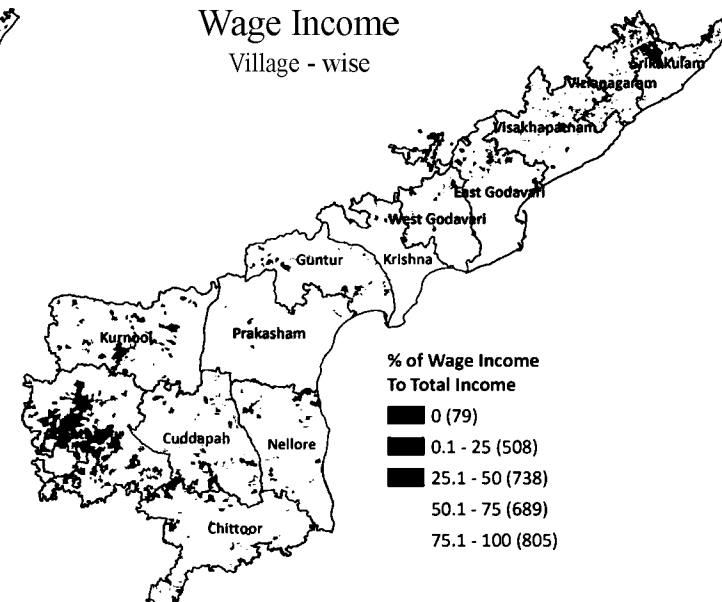 Wage Income
Village - wise
Srikakulam
Vizianagaram
Visakhapatnam
East Godavari
West Godavari
Guntur
Krishna
Kurnool
Prakasham
% of Wage Income
To Total Income
0 (79)
0.1 - 25 (508)
25.1 - 50 (738)
50.1 - 75 (689)
75.1 - 100 (805)
Cuddapah
Nellore
Chittoor